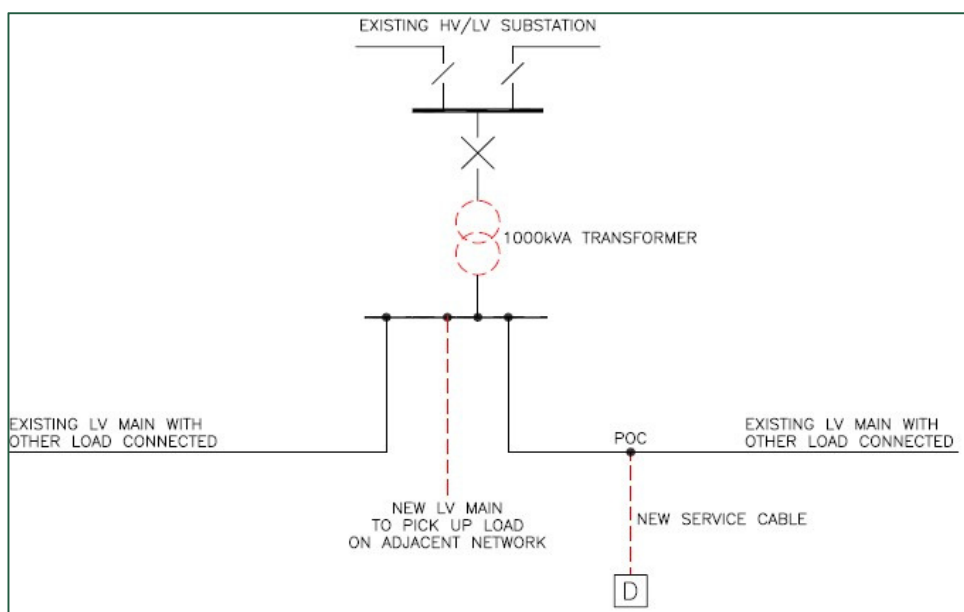 EXISTING HV/LV SUBSTATION
1000kVA TRANSFORMER
EXISTING LV MAIN WITH
OTHER LOAD CONNECTED
POC
EXISTING LV MAIN WITH
OTHER LOAD CONNECTED
NEW LV MAIN
TO PICK UP LOAD
ON ADJACENT NETWORK
NEW SERVICE CABLE
D